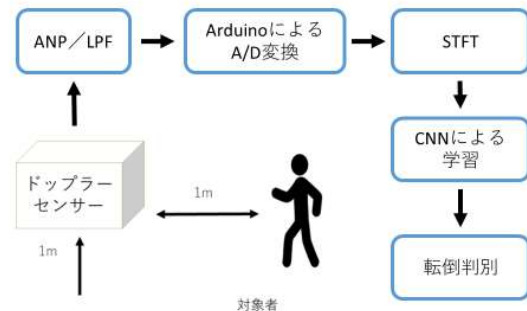 ANP／LPF
Arduinoによる
A/D変換
STFT
CNNによる
学習
転倒判別
ドップラー
センサー
1m
1m
対象者